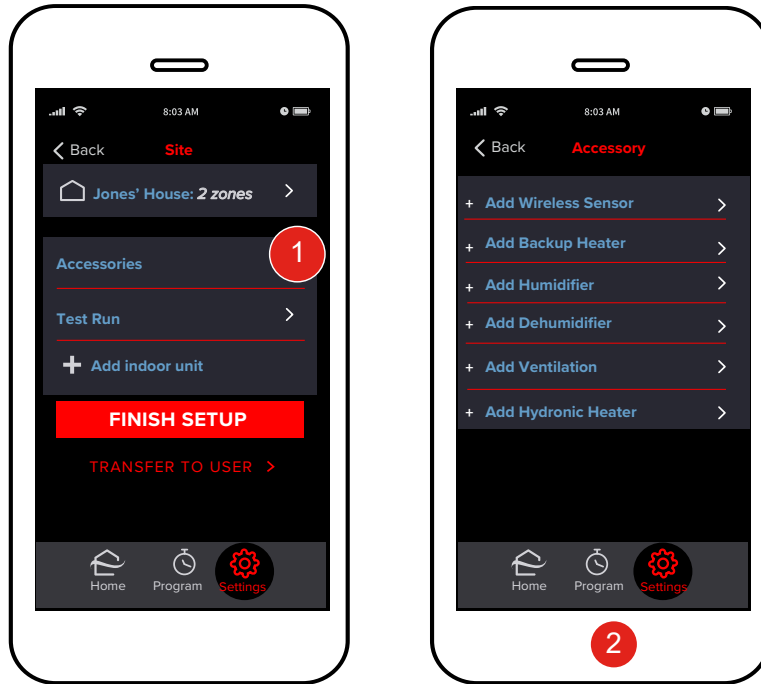 8:03 AM
Back Site
Jones' House: 2 zones
1
Accessories
Test Run
+ Add indoor unit
FINISH SETUP
TRANSFER TO USER >
Home Program Settings
8:03 AM
Back Accessory
+ Add Wireless Sensor
+ Add Backup Heater
+ Add Humidifier
+ Add Dehumidifier
+ Add Ventilation
+ Add Hydronic Heater
Home Program Settings
2